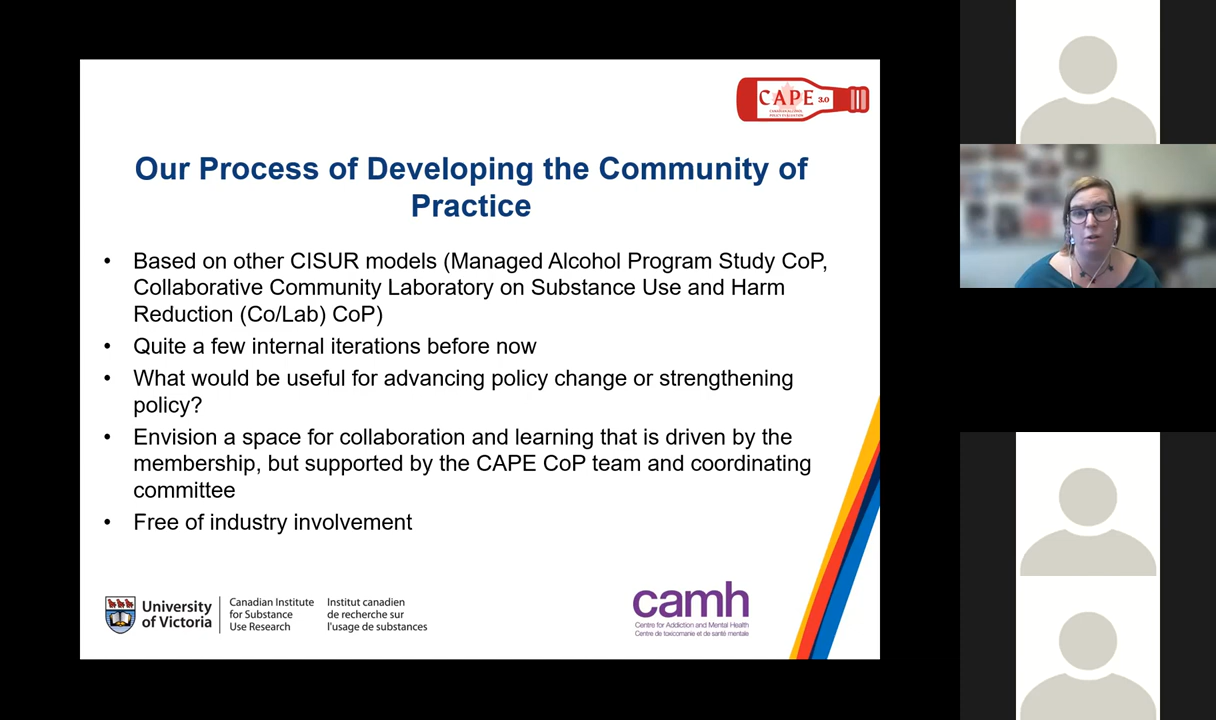 CAPE 3.0
Our Process of Developing the Community of
Practice
• Based on other CISUR models (Managed Alcohol Program Study CoP,
Collaborative Community Laboratory on Substance Use and Harm
Reduction (Co/Lab) CoP)
• Quite a few internal iterations before now
• What would be useful for advancing policy change or strengthening
policy?
• Envision a space for collaboration and learning that is driven by the
membership, but supported by the CAPE CoP team and coordinating
committee
• Free of industry involvement
University
of Victoria
Canadian Institute
for Substance
Use Research
Institut canadien
de recherche sur
l'usage de substances
camh
Centre for Addiction and Mental Health
Centre de toxicomanie et de santé mentale